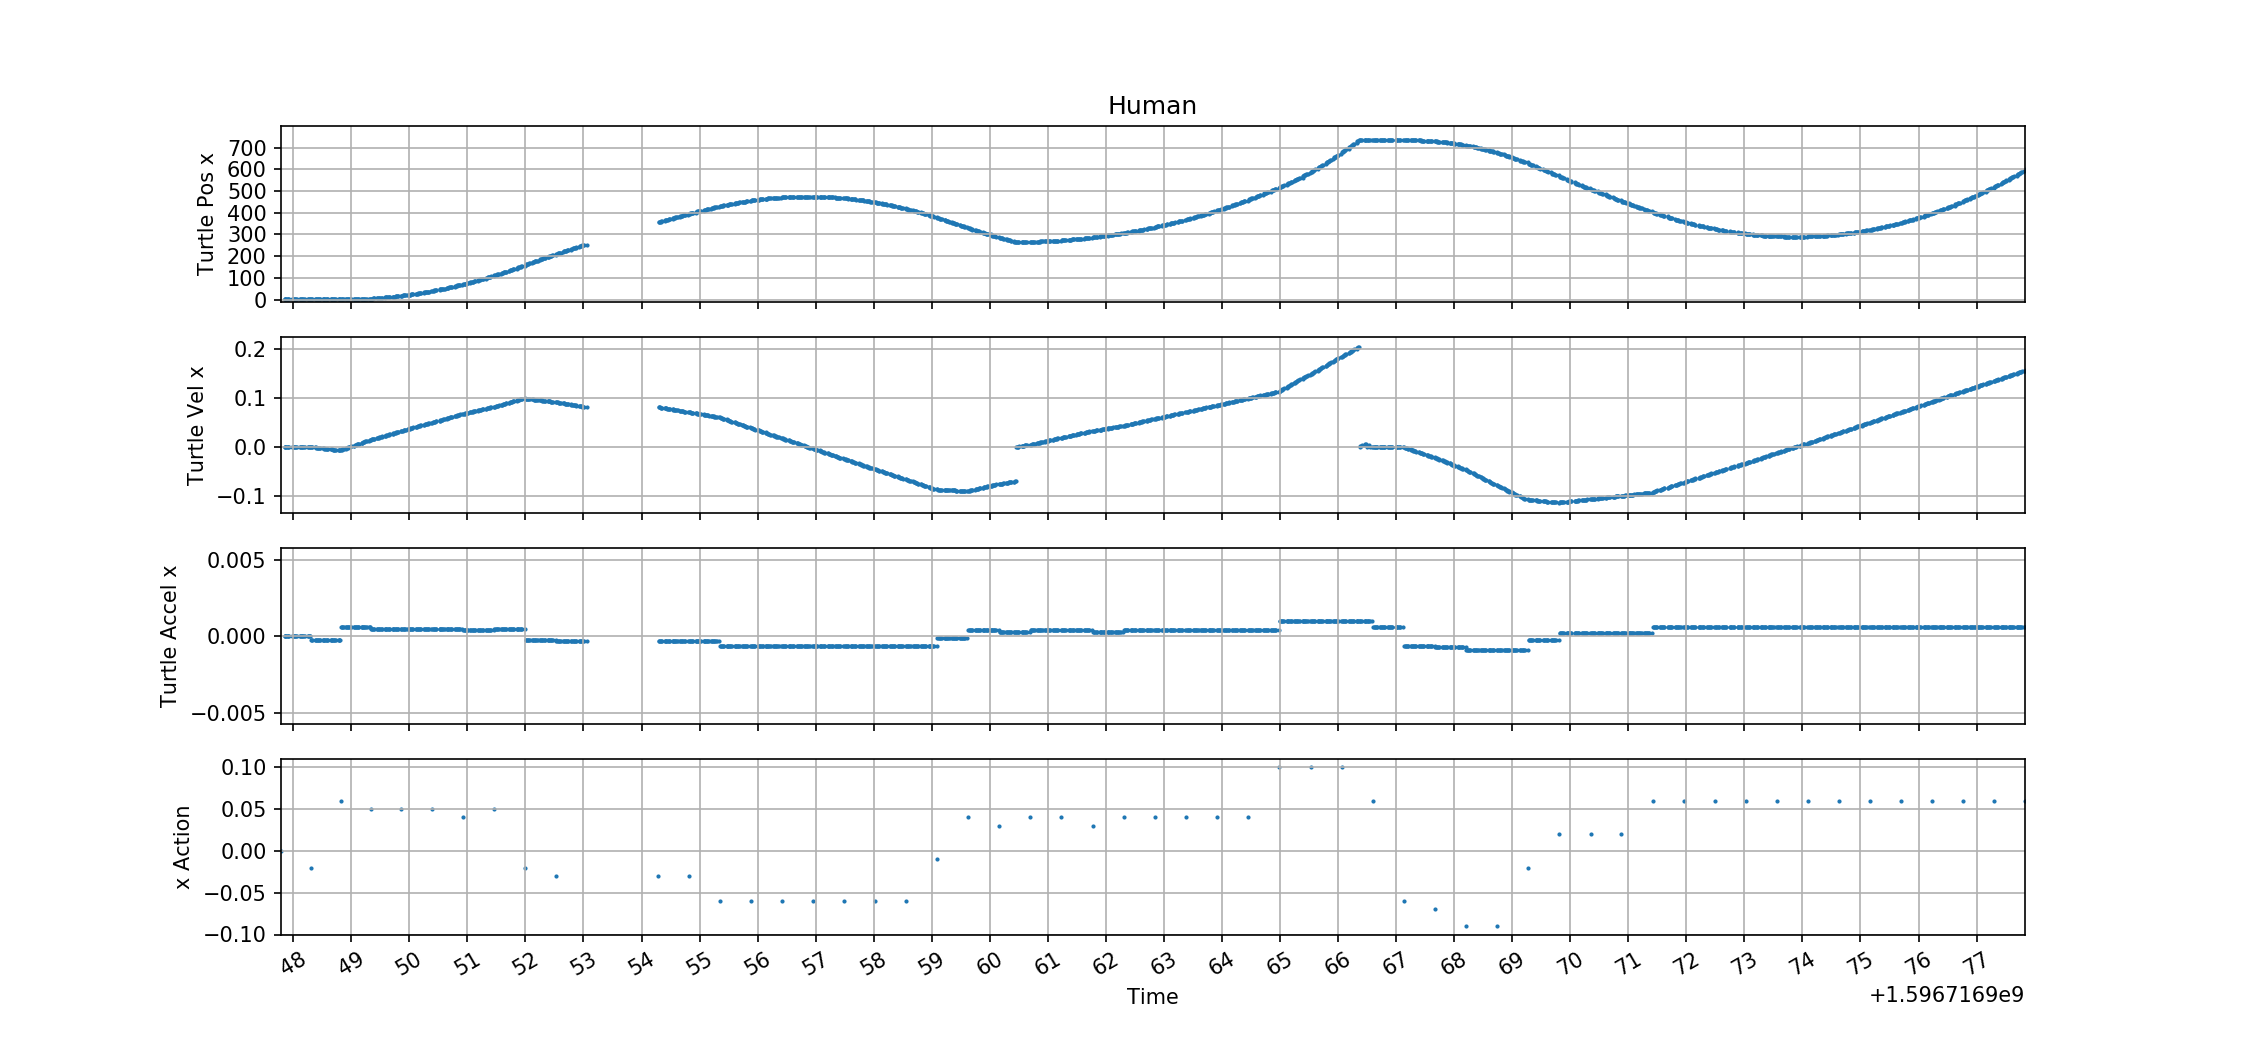 Human
Turtle Pos x
700
600
500
400
300
200
100
0
Turtle Vel x
0.2
0.1
0.0
−0.1
Turtle Accel x
0.005
0.000
−0.005
x Action
0.10
0.05
0.00
−0.05
−0.10
48 49 50 51 52 53 54 55 56 57 58 59 60 61 62 63 64 65 66 67 68 69 70 71 72 73 74 75 76 77
Time
+1.5967169e9